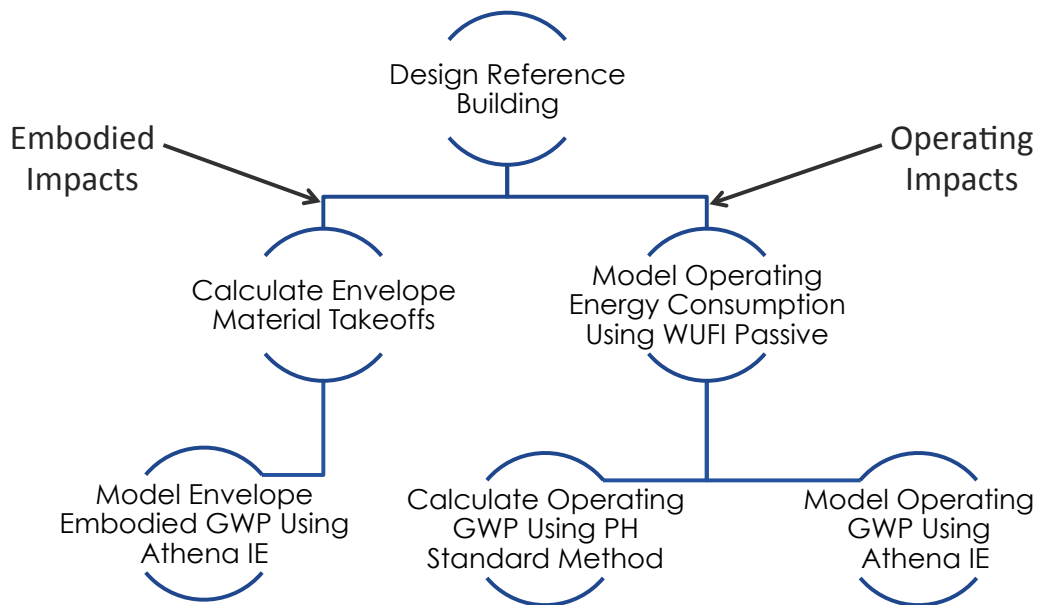 Design Reference
Building
Embodied
Impacts
Operating
Impacts
Calculate Envelope
Material Takeoffs
Model Operating
Energy Consumption
Using WUFI Passive
Model Envelope
Embodied GWP Using
Athena IE
Calculate Operating
GWP Using PH
Standard Method
Model Operating
GWP Using
Athena IE